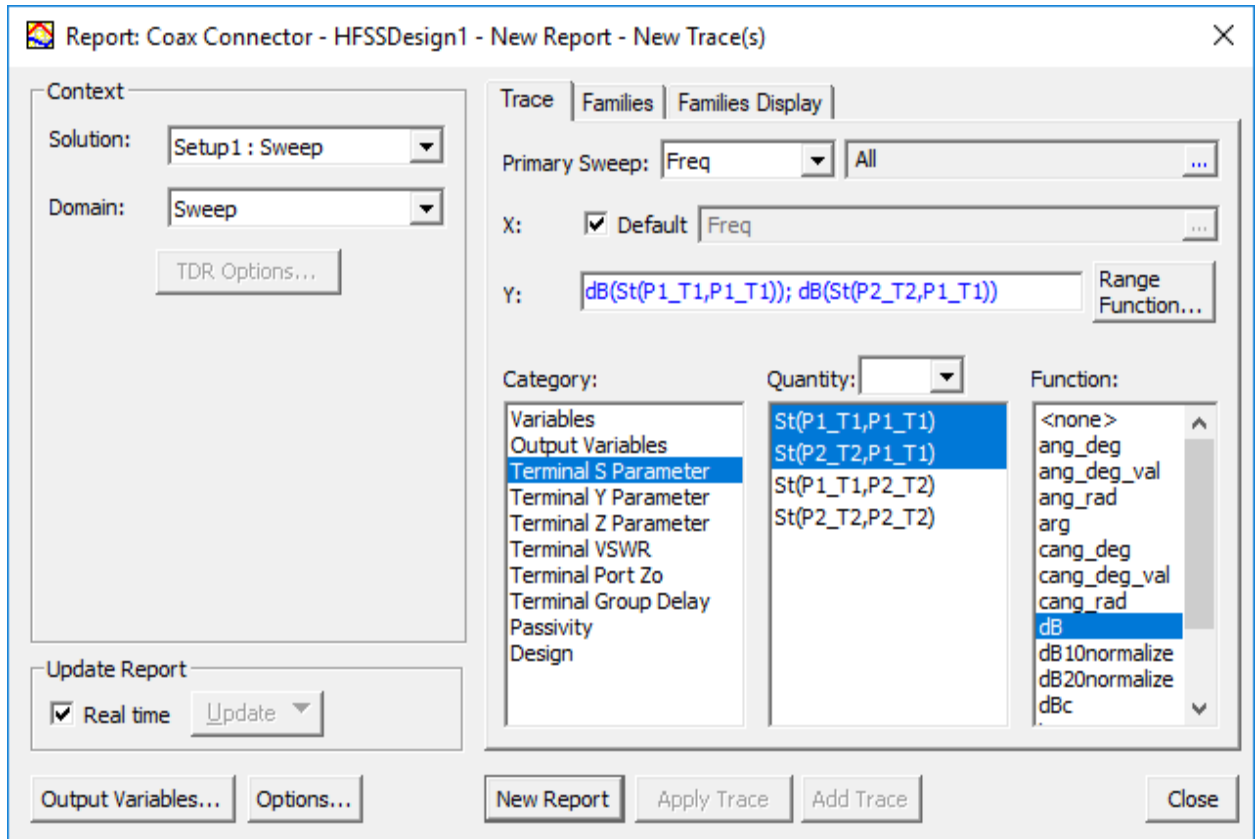 Report: Coax Connector - HFSSDesign1 - New Report - New Trace(s)
Context
Solution:
Setup1 : Sweep
Domain:
Sweep
TDR Options...
Update Report
Real time
Update
Output Variables...
Options...
Trace
Families
Families Display
Primary Sweep:
Freq
All
...
X:
Default
Freq
...
Y:
dB(St(P1_T1,P1_T1)); dB(St(P2_T2,P1_T1))
Range
Function...
Category:
Variables
Output Variables
Terminal S Parameter
Terminal Y Parameter
Terminal Z Parameter
Terminal VSWR
Terminal Port Zo
Terminal Group Delay
Passivity
Design
Quantity:
St(P1_T1,P1_T1)
St(P2_T2,P1_T1)
St(P1_T1,P2_T2)
St(P2_T2,P2_T2)
Function:
<none>
ang_deg
ang_deg_val
ang_rad
arg
cang_deg
cang_deg_val
cang_rad
dB
dB10normalize
dB20normalize
dBc
New Report
Apply Trace
Add Trace
Close